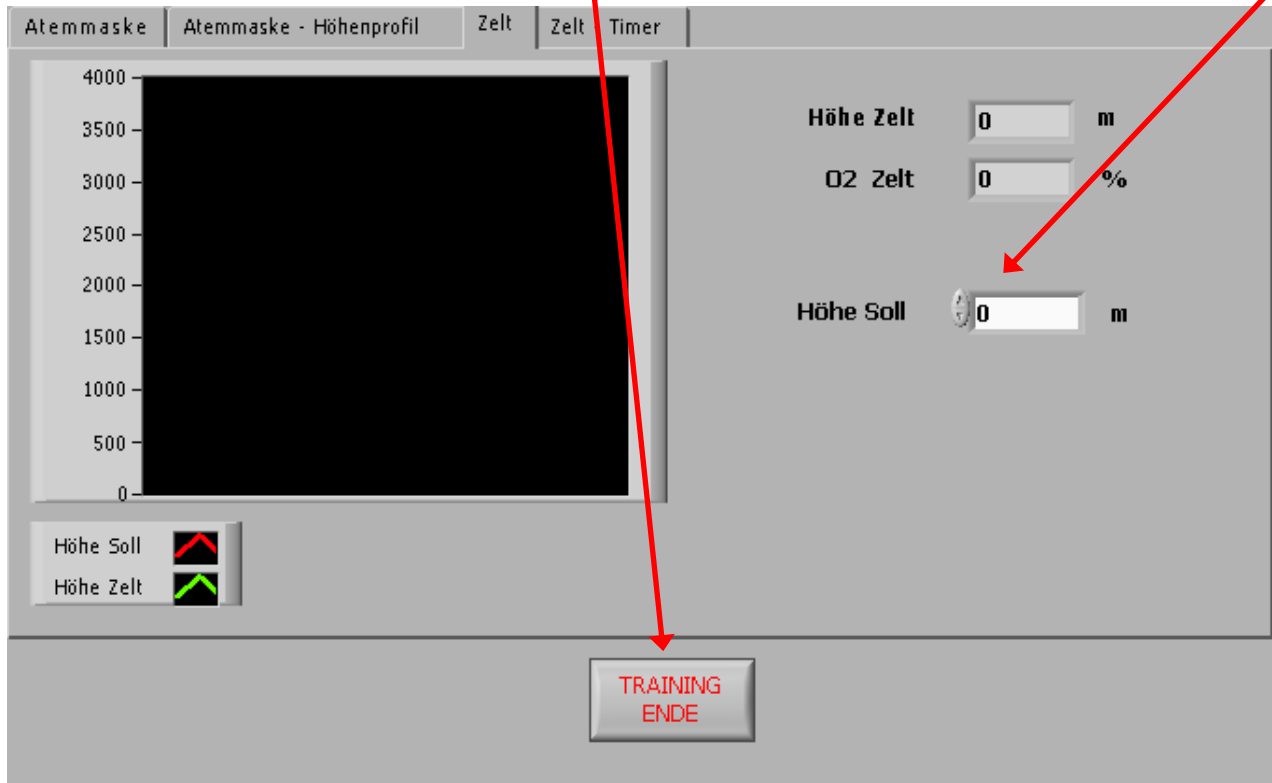 Atemmaske
Atemmaske - Höhenprofil
Zelt
Zelt - Timer
4000
3500
3000
2500
2000
1500
1000
500
0
Höhe Zelt 0 m
O2 Zelt 0 %
Höhe Soll 0 m
Höhe Soll
Höhe Zelt
TRAINING
ENDE